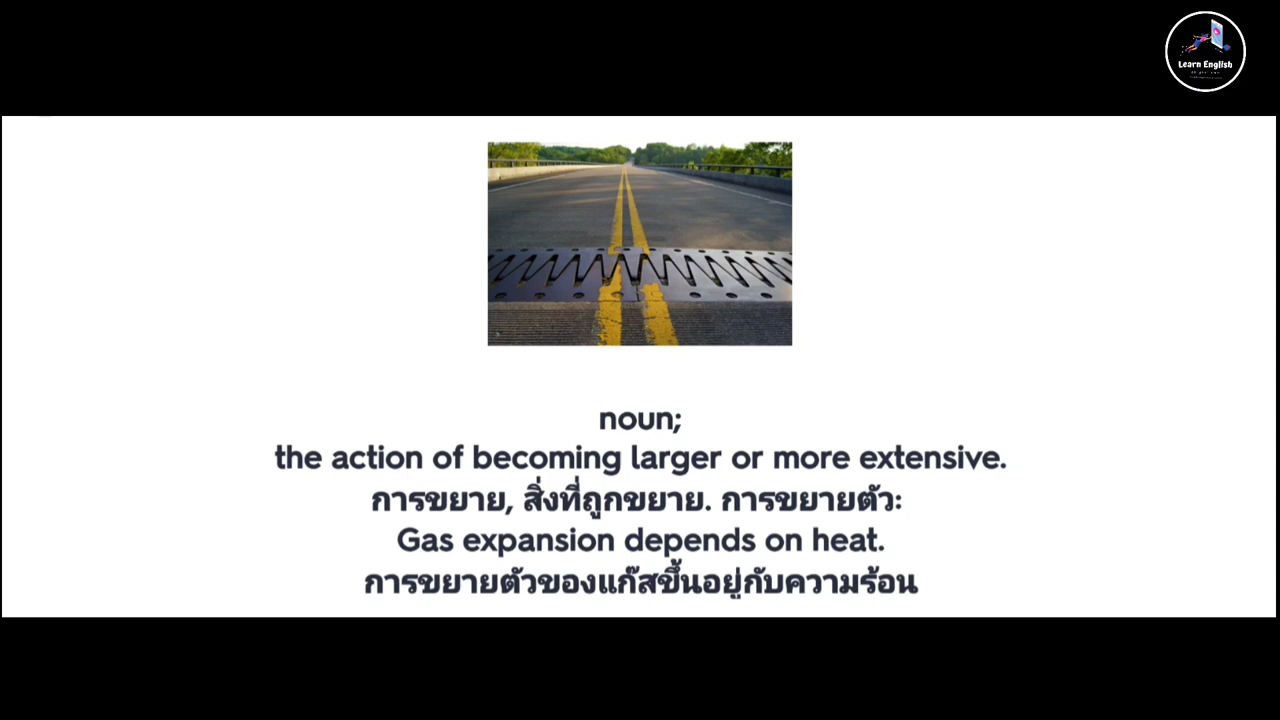 Learn English
noun;
the action of becoming larger or more extensive.
การขยาย, สิ่งที่ถูกขยาย. การขยายตัว:
Gas expansion depends on heat.
การขยายตัวของแก๊สขึ้นอยู่กับความร้อน